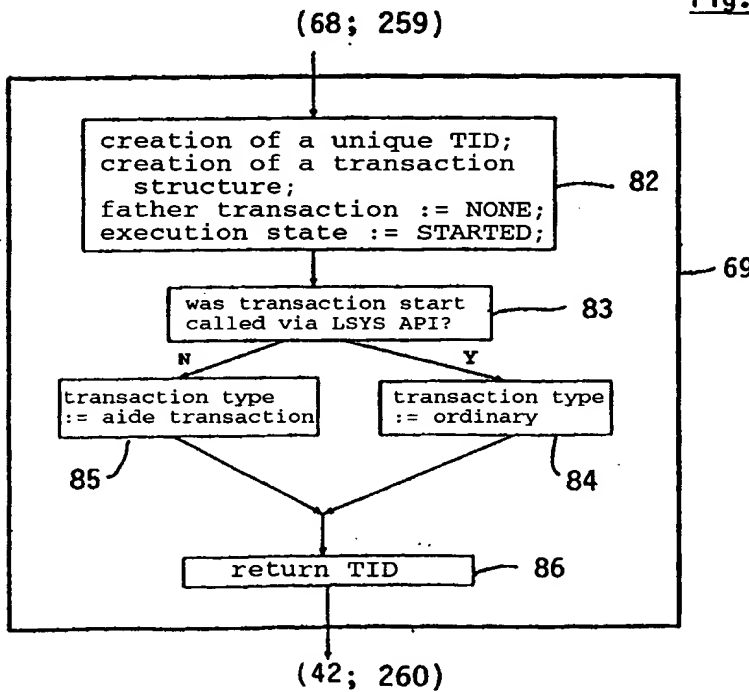 Fig.
(68; 259)
creation of a unique TID;
creation of a transaction
structure;
father transaction := NONE;
execution state := STARTED;
82
69
was transaction start
called via LSYS API?
83
N
Y
transaction type
:= aide transaction
transaction type
:= ordinary
85
84
return TID
86
(42; 260)